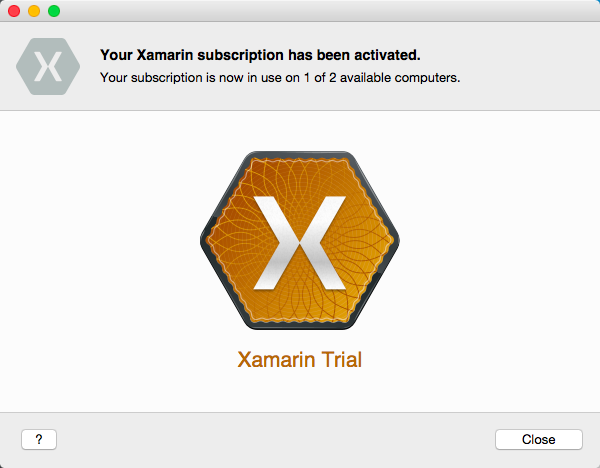 X
Your Xamarin subscription has been activated.
Your subscription is now in use on 1 of 2 available computers.
X
Xamarin Trial
?
Close